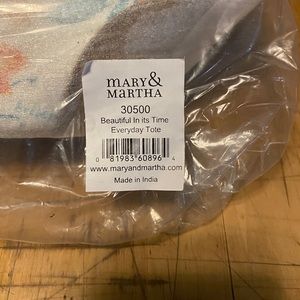 MARY &
MARTHA
30500
Beautiful In its Time
Everyday Tote
0 81983 60896 4
www.maryandmartha.com
Made in India